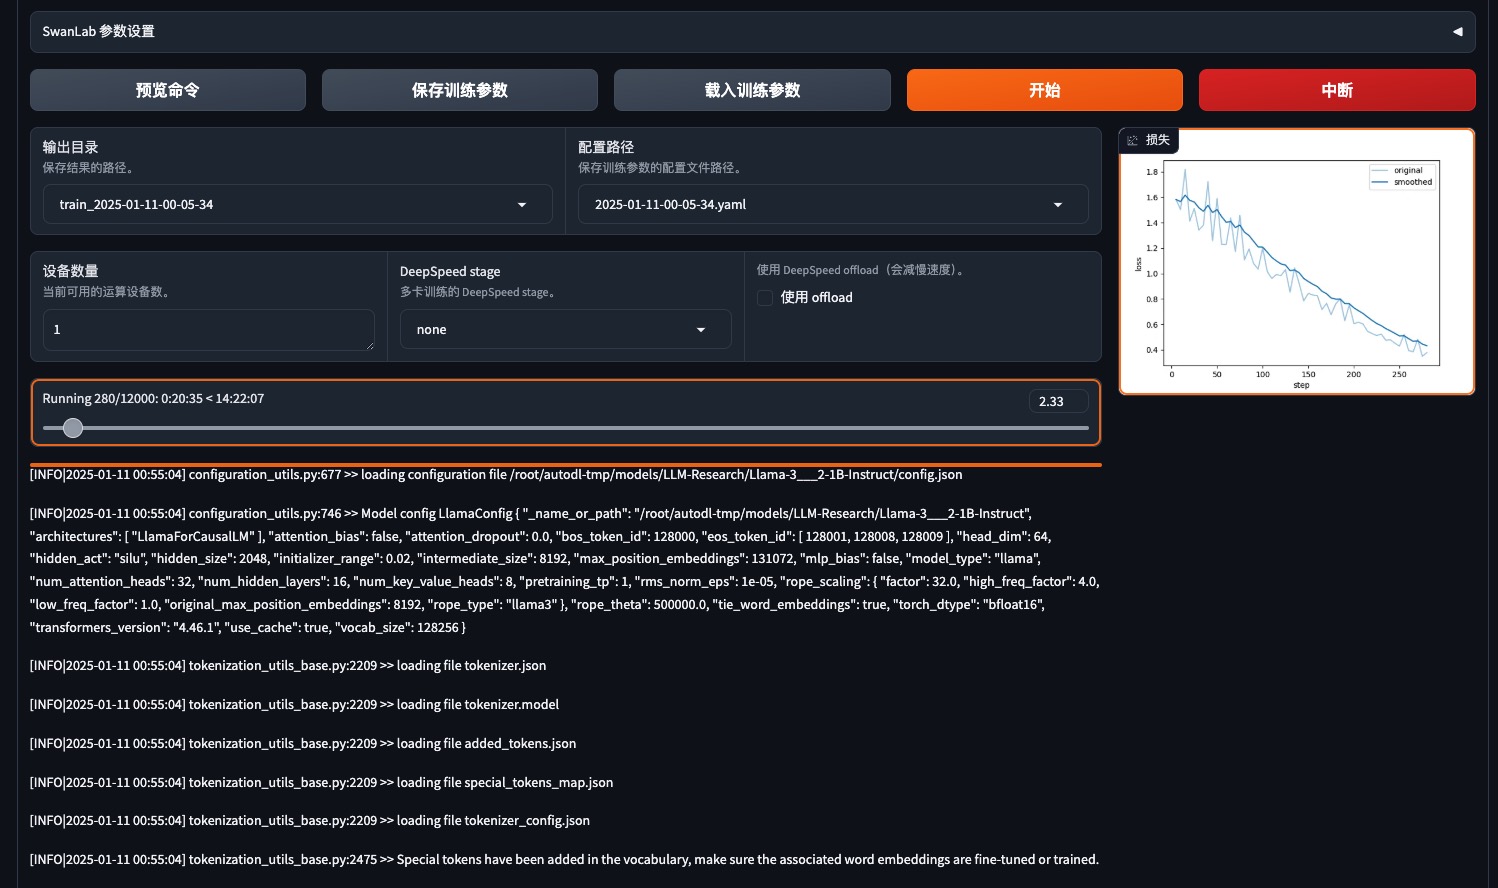 SwanLab 参数设置
预览命令
保存训练参数
载入训练参数
开始
中断
输出目录
保存结果的路径。
train_2025-01-11-00-05-34
配置路径
保存训练参数的配置文件路径。
2025-01-11-00-05-34.yaml
损失
original
smoothed
1.8
1.6
1.4
1.2
1.0
0.8
0.6
0.4
loss
0
50
100
150
200
250
step
设备数量
当前可用的运算设备数。
1
DeepSpeed stage
多卡训练的 DeepSpeed stage。
none
使用 DeepSpeed offload（会减慢速度）。
使用 offload
Running 280/12000: 0:20:35 < 14:22:07
2.33
[INFO|2025-01-11 00:55:04] configuration_utils.py:677 >> loading configuration file /root/autodl-tmp/models/LLM-Research/Llama-3___2-1B-Instruct/config.json
[INFO|2025-01-11 00:55:04] configuration_utils.py:746 >> Model config LlamaConfig { "_name_or_path": "/root/autodl-tmp/models/LLM-Research/Llama-3___2-1B-Instruct",
"architectures": [ "LlamaForCausalLM" ], "attention_bias": false, "attention_dropout": 0.0, "bos_token_id": 128000, "eos_token_id": [ 128001, 128008, 128009 ], "head_dim": 64,
"hidden_act": "silu", "hidden_size": 2048, "initializer_range": 0.02, "intermediate_size": 8192, "max_position_embeddings": 131072, "mlp_bias": false, "model_type": "llama",
"num_attention_heads": 32, "num_hidden_layers": 16, "num_key_value_heads": 8, "pretraining_tp": 1, "rms_norm_eps": 1e-05, "rope_scaling": { "factor": 32.0, "high_freq_factor": 4.0,
"low_freq_factor": 1.0, "original_max_position_embeddings": 8192, "rope_type": "llama3" }, "rope_theta": 500000.0, "tie_word_embeddings": true, "torch_dtype": "bfloat16",
"transformers_version": "4.46.1", "use_cache": true, "vocab_size": 128256 }
[INFO|2025-01-11 00:55:04] tokenization_utils_base.py:2209 >> loading file tokenizer.json
[INFO|2025-01-11 00:55:04] tokenization_utils_base.py:2209 >> loading file tokenizer.model
[INFO|2025-01-11 00:55:04] tokenization_utils_base.py:2209 >> loading file added_tokens.json
[INFO|2025-01-11 00:55:04] tokenization_utils_base.py:2209 >> loading file special_tokens_map.json
[INFO|2025-01-11 00:55:04] tokenization_utils_base.py:2209 >> loading file tokenizer_config.json
[INFO|2025-01-11 00:55:04] tokenization_utils_base.py:2475 >> Special tokens have been added in the vocabulary, make sure the associated word embeddings are fine-tuned or trained.